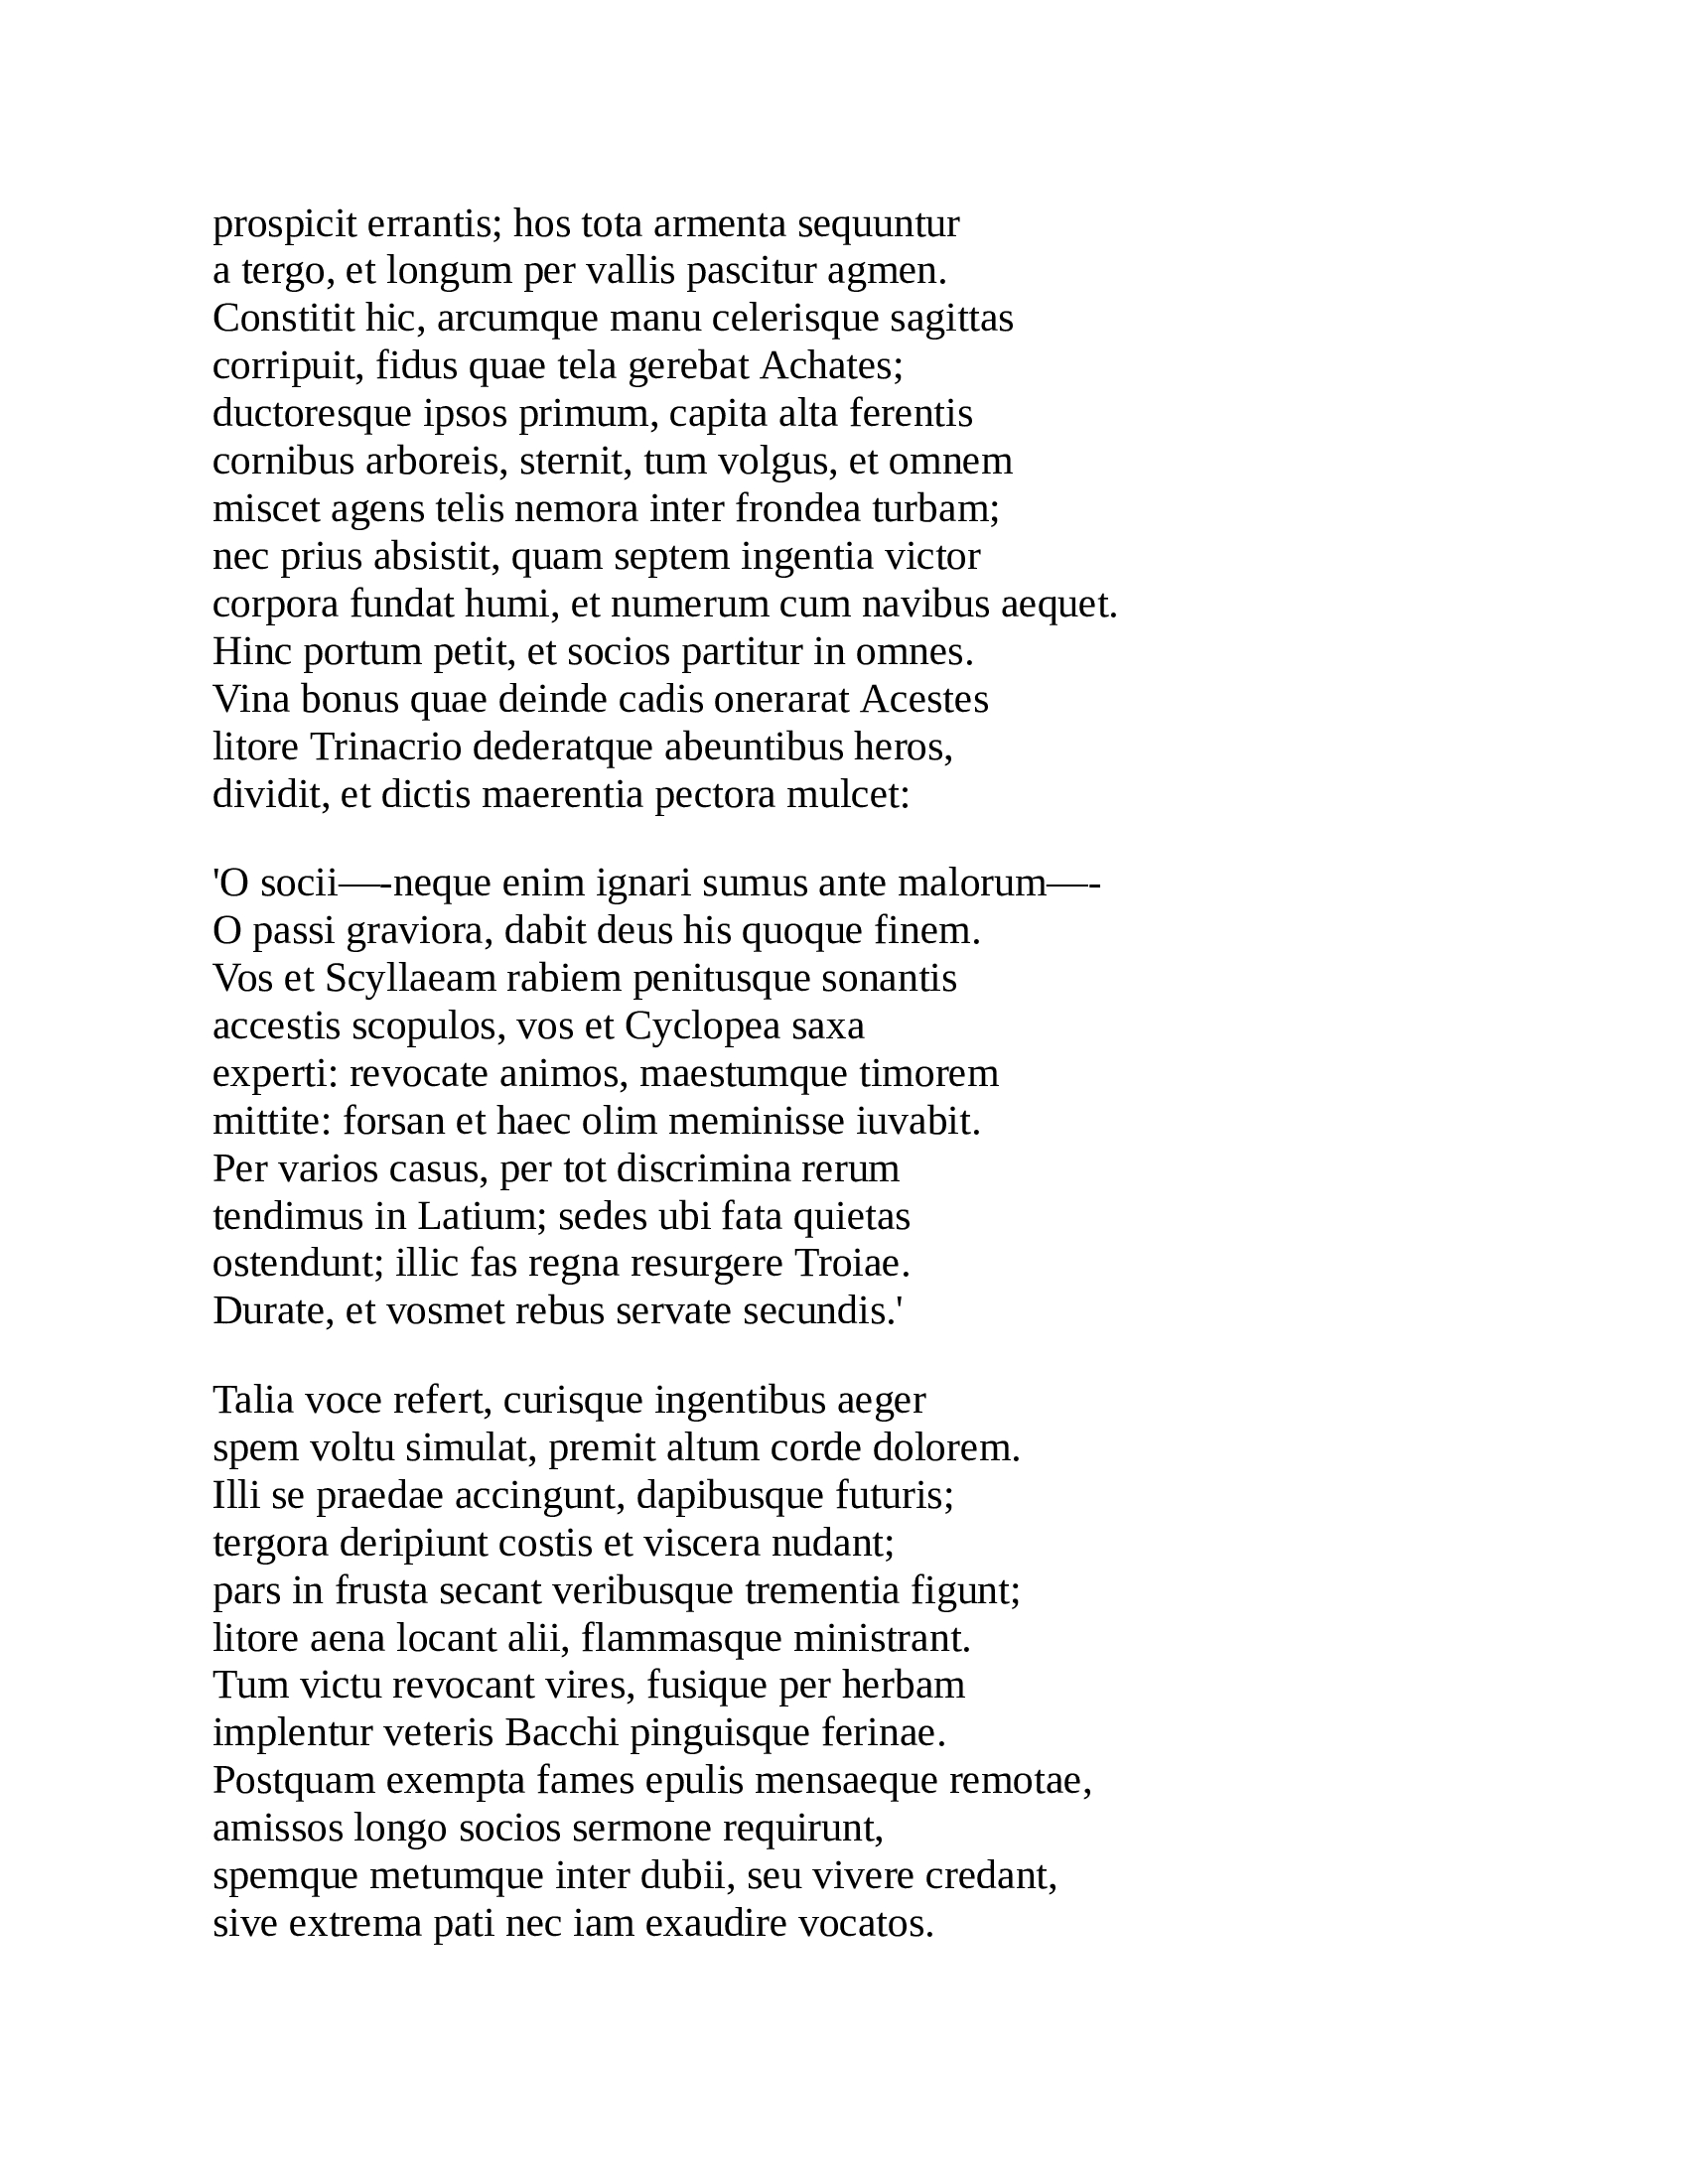 prospicit errantis; hos tota armenta sequuntur
a tergo, et longum per vallis pascitur agmen.
Constitit hic, arcumque manu celerisque sagittas
corripuit, fidus quae tela gerebat Achates;
ductoresque ipsos primum, capita alta ferentis
cornibus arboreis, sternit, tum volgus, et omnem
miscet agens telis nemora inter frondea turbam;
nec prius absistit, quam septem ingentia victor
corpora fundat humi, et numerum cum navibus aequet.
Hinc portum petit, et socios partitur in omnes.
Vina bonus quae deinde cadis onerarat Acestes
litore Trinacrio dederatque abeuntibus heros,
dividit, et dictis maerentia pectora mulcet:

'O socii—-neque enim ignari sumus ante malorum—-
O passi graviora, dabit deus his quoque finem.
Vos et Scyllaeam rabiem penitusque sonantis
accestis scopulos, vos et Cyclopea saxa
experti: revocate animos, maestumque timorem
mittite: forsan et haec olim meminisse iuvabit.
Per varios casus, per tot discrimina rerum
tendimus in Latium; sedes ubi fata quietas
ostendunt; illic fas regna resurgere Troiae.
Durate, et vosmet rebus servate secundis.'

Talia voce refert, curisque ingentibus aeger
spem voltu simulat, premit altum corde dolorem.
Illi se praedae accingunt, dapibusque futuris;
tergora deripiunt costis et viscera nudant;
pars in frusta secant veribusque trementia figunt;
litore aena locant alii, flammasque ministrant.
Tum victu revocant vires, fusique per herbam
implentur veteris Bacchi pinguisque ferinae.
Postquam exempta fames epulis mensaeque remotae,
amissos longo socios sermone requirunt,
spemque metumque inter dubii, seu vivere credant,
sive extrema pati nec iam exaudire vocatos.